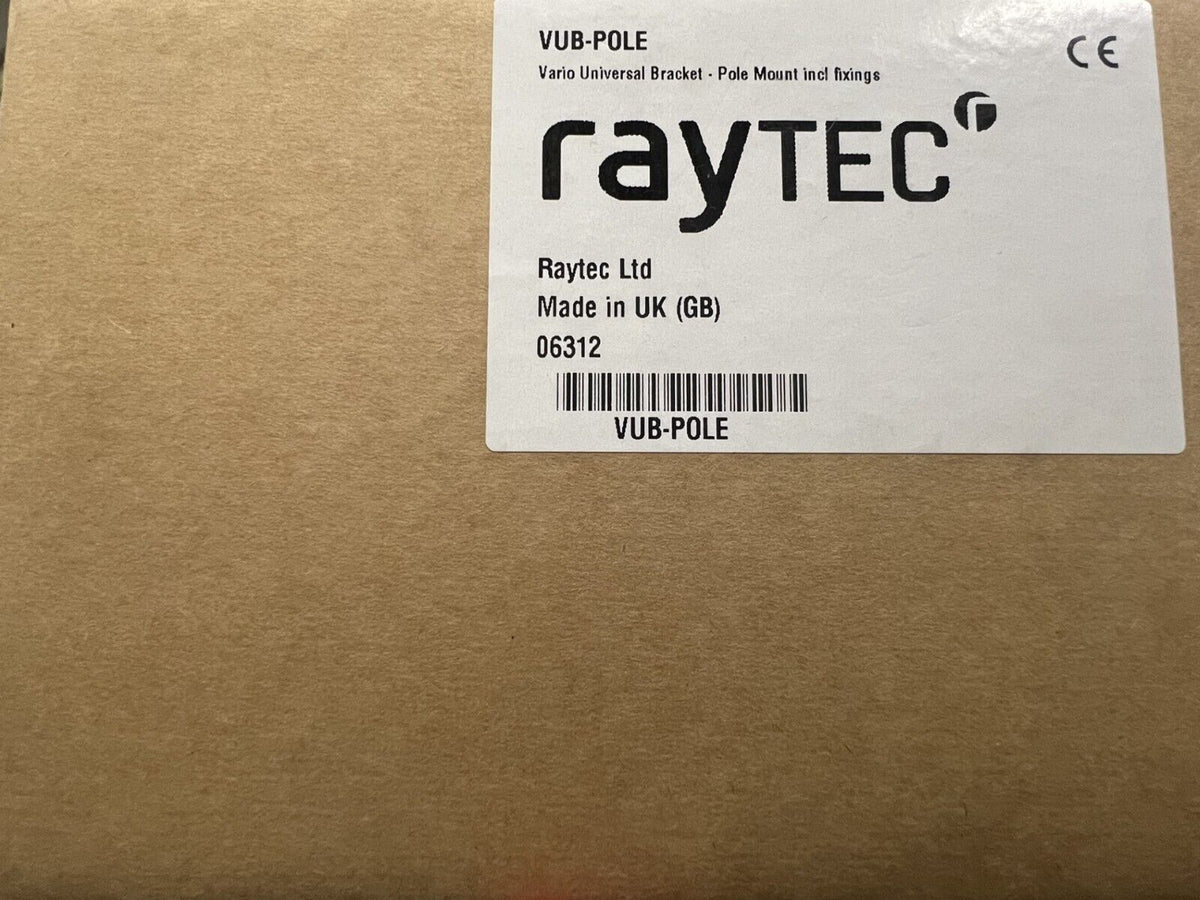 VUB-POLE
CE
Vario Universal Bracket - Pole Mount incl fixings
rayTEC
Raytec Ltd
Made in UK (GB)
06312
VUB-POLE